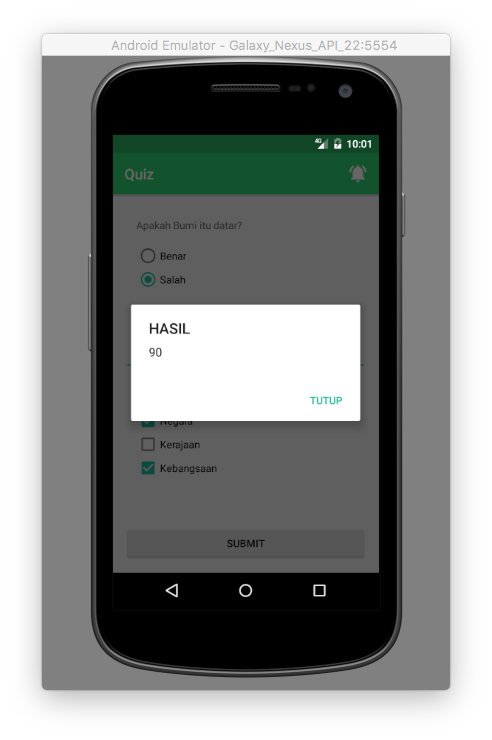 Android Emulator - Galaxy_Nexus_API_22:5554
4G 10:01
Quiz
Apakah Bumi itu datar?
Benar
Salah
HASIL
90
TUTUP
Negara
Kerajaan
Kebangsaan
SUBMIT